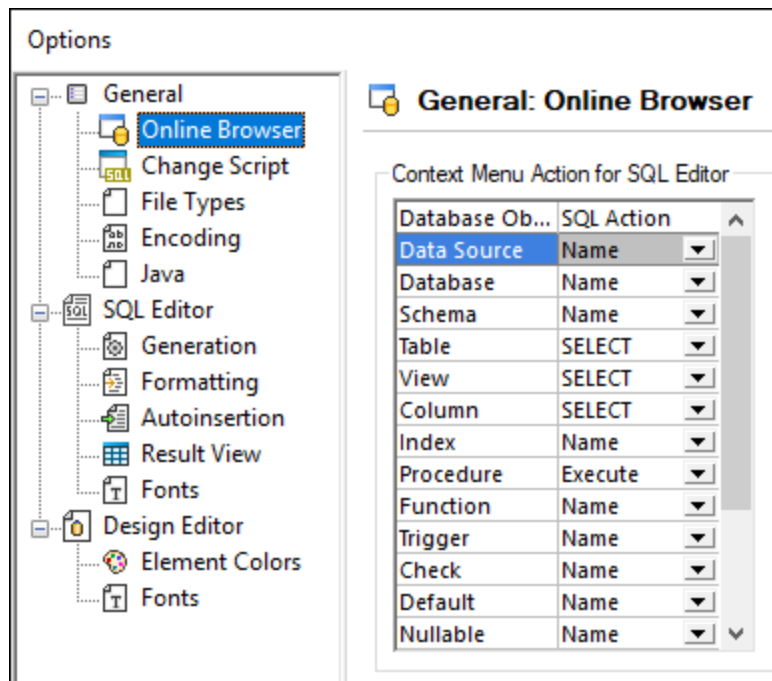 Options
General
Online Browser
Change Script
File Types
Encoding
Java
SQL Editor
Generation
Formatting
Autoinsertion
Result View
Fonts
Design Editor
Element Colors
Fonts
General: Online Browser
Context Menu Action for SQL Editor
Database Ob... SQL Action
Data Source Name
Database Name
Schema Name
Table SELECT
View SELECT
Column SELECT
Index Name
Procedure Execute
Function Name
Trigger Name
Check Name
Default Name
Nullable Name